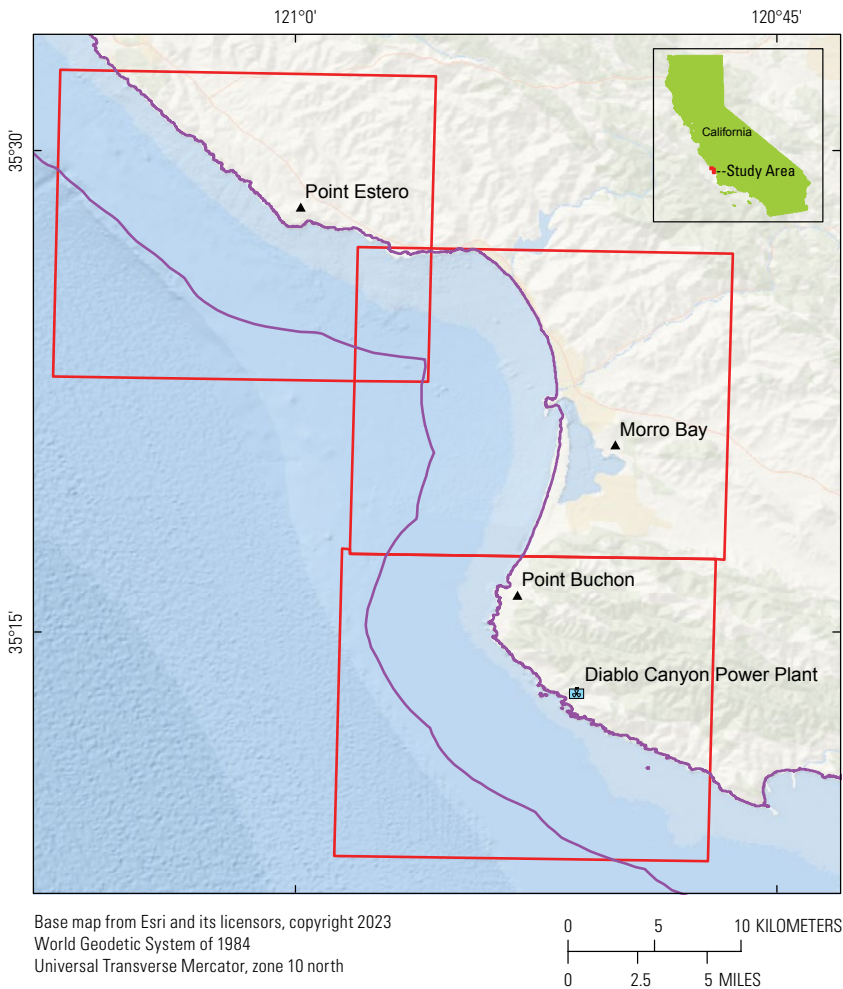 121°0'
120°45'
35°30'
California
Study Area
Point Estero
Morro Bay
Point Buchon
35°15'
Diablo Canyon Power Plant
Base map from Esri and its licensors, copyright 2023
World Geodetic System of 1984
Universal Transverse Mercator, zone 10 north
0 5 10 KILOMETERS
0 2.5 5 MILES